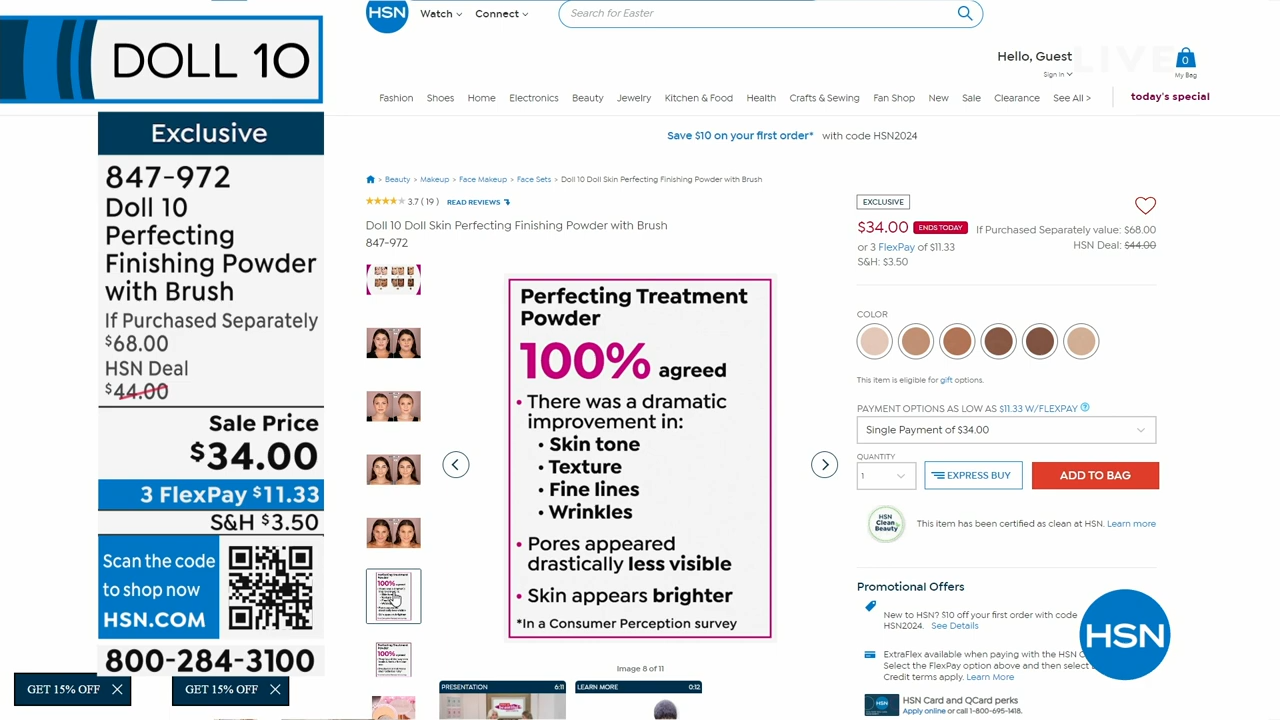 DOLL 10
Exclusive
847-972
Doll 10
Perfecting
Finishing Powder
with Brush
If Purchased Separately
$68.00
HSN Deal
$44.00
Sale Price
$34.00
3 FlexPay $11.33
S&H $3.50
Scan the code
to shop now
HSN.COM
800-284-3100
GET 15% OFF
GET 15% OFF
HSN
Watch
Connect
Search for Easter
Hello, Guest
Sign In
LIVE
0
My Bag
Fashion
Shoes
Home
Electronics
Beauty
Jewelry
Kitchen & Food
Health
Crafts & Sewing
Fan Shop
New
Sale
Clearance
See All >
today's special
Save $10 on your first order* with code HSN2024
> Beauty > Makeup > Face Makeup > Face Sets > Doll 10 Doll Skin Perfecting Finishing Powder with Brush
3.7 ( 19 ) READ REVIEWS
Doll 10 Doll Skin Perfecting Finishing Powder with Brush
847-972
Perfecting Treatment
Powder
100% agreed
• There was a dramatic
improvement in:
• Skin tone
• Texture
• Fine lines
• Wrinkles
• Pores appeared
drastically less visible
• Skin appears brighter
*In a Consumer Perception survey
Image 8 of 11
PRESENTATION 6:11
LEARN MORE 0:12
EXCLUSIVE
$34.00 ENDS TODAY
If Purchased Separately value: $68.00
or 3 FlexPay of $11.33
HSN Deal: $44.00
S&H: $3.50
COLOR
This item is eligible for gift options.
PAYMENT OPTIONS AS LOW AS $11.33 W/FLEXPAY
Single Payment of $34.00
QUANTITY
1
EXPRESS BUY
ADD TO BAG
HSN
Clean
Beauty
This item has been certified as clean at HSN. Learn more
Promotional Offers
New to HSN? $10 off your first order with code
HSN2024. See Details
ExtraFlex available when paying with the HSN
Select the FlexPay option above and then select
Credit terms apply. Learn More
HSN
HSN Card and QCard perks
Apply online or call 1-800-695-1418.